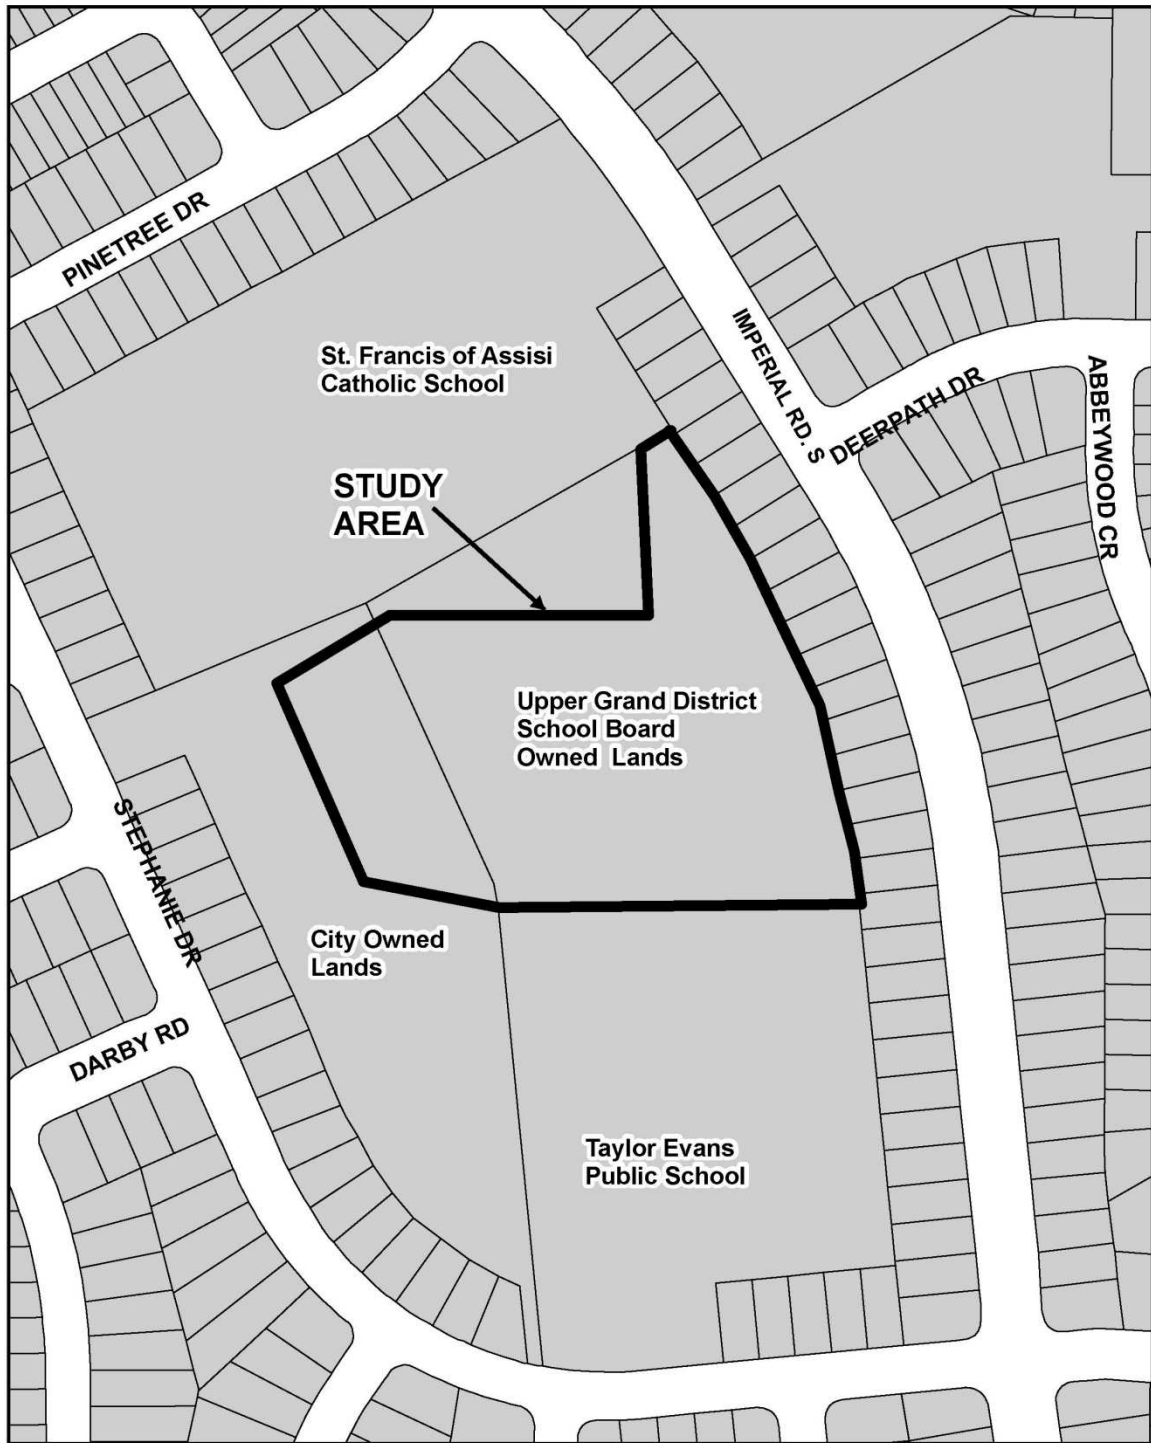 PINETREE DR
St. Francis of Assisi
Catholic School
IMPERIAL RD. S
DEERPATH DR
ABBEYWOOD CR
STUDY
AREA
Upper Grand District
School Board
Owned Lands
STEPHANIE DR
City Owned
Lands
DARBY RD
Taylor Evans
Public School